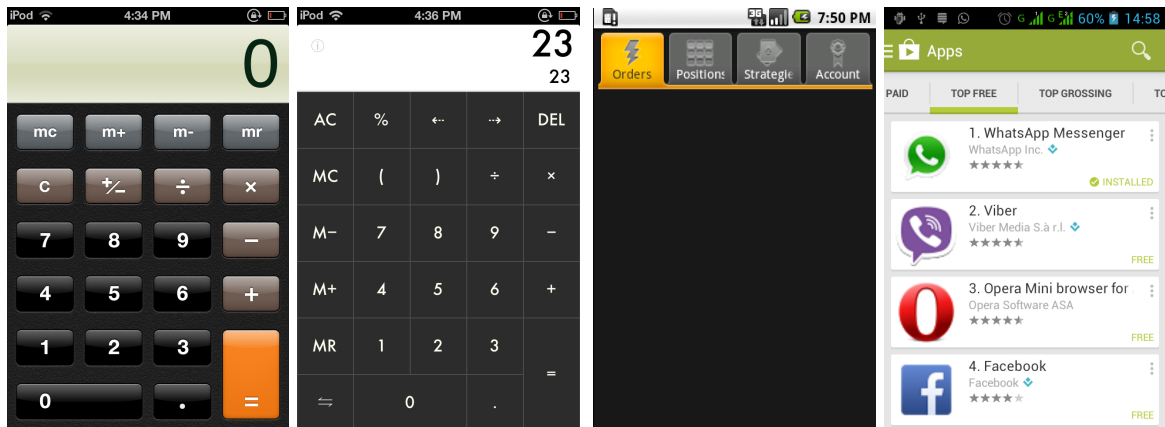 iPod 4:34 PM
0
mc m+ m- mr
c +/− ÷ ×
7 8 9 −
4 5 6 +
1 2 3
0 . =
iPod 4:36 PM
23
23
AC % ⇠ ⇢ DEL
MC ( ) ÷ ×
M− 7 8 9 −
M+ 4 5 6 +
MR 1 2 3
⇆ 0 . =
3G 7:50 PM
Orders Positions Strategie Account
G G E 60% 14:58
Apps
PAID TOP FREE TOP GROSSING TO
1. WhatsApp Messenger
WhatsApp Inc.
INSTALLED
2. Viber
Viber Media S.à r.l.
FREE
3. Opera Mini browser for
Opera Software ASA
FREE
4. Facebook
Facebook
FREE